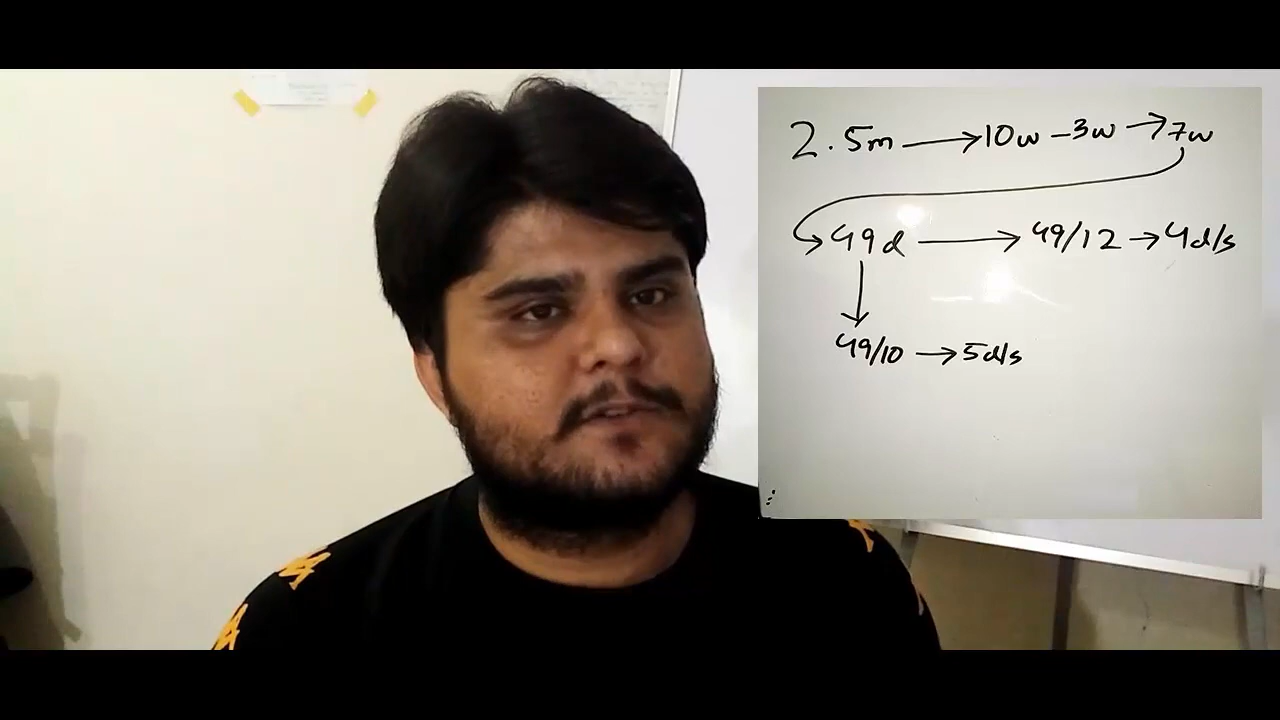 2.5m → 10w - 3w → 7w
→ 49d → 49/12 → 4d/s
↓
49/10 → 5d/s